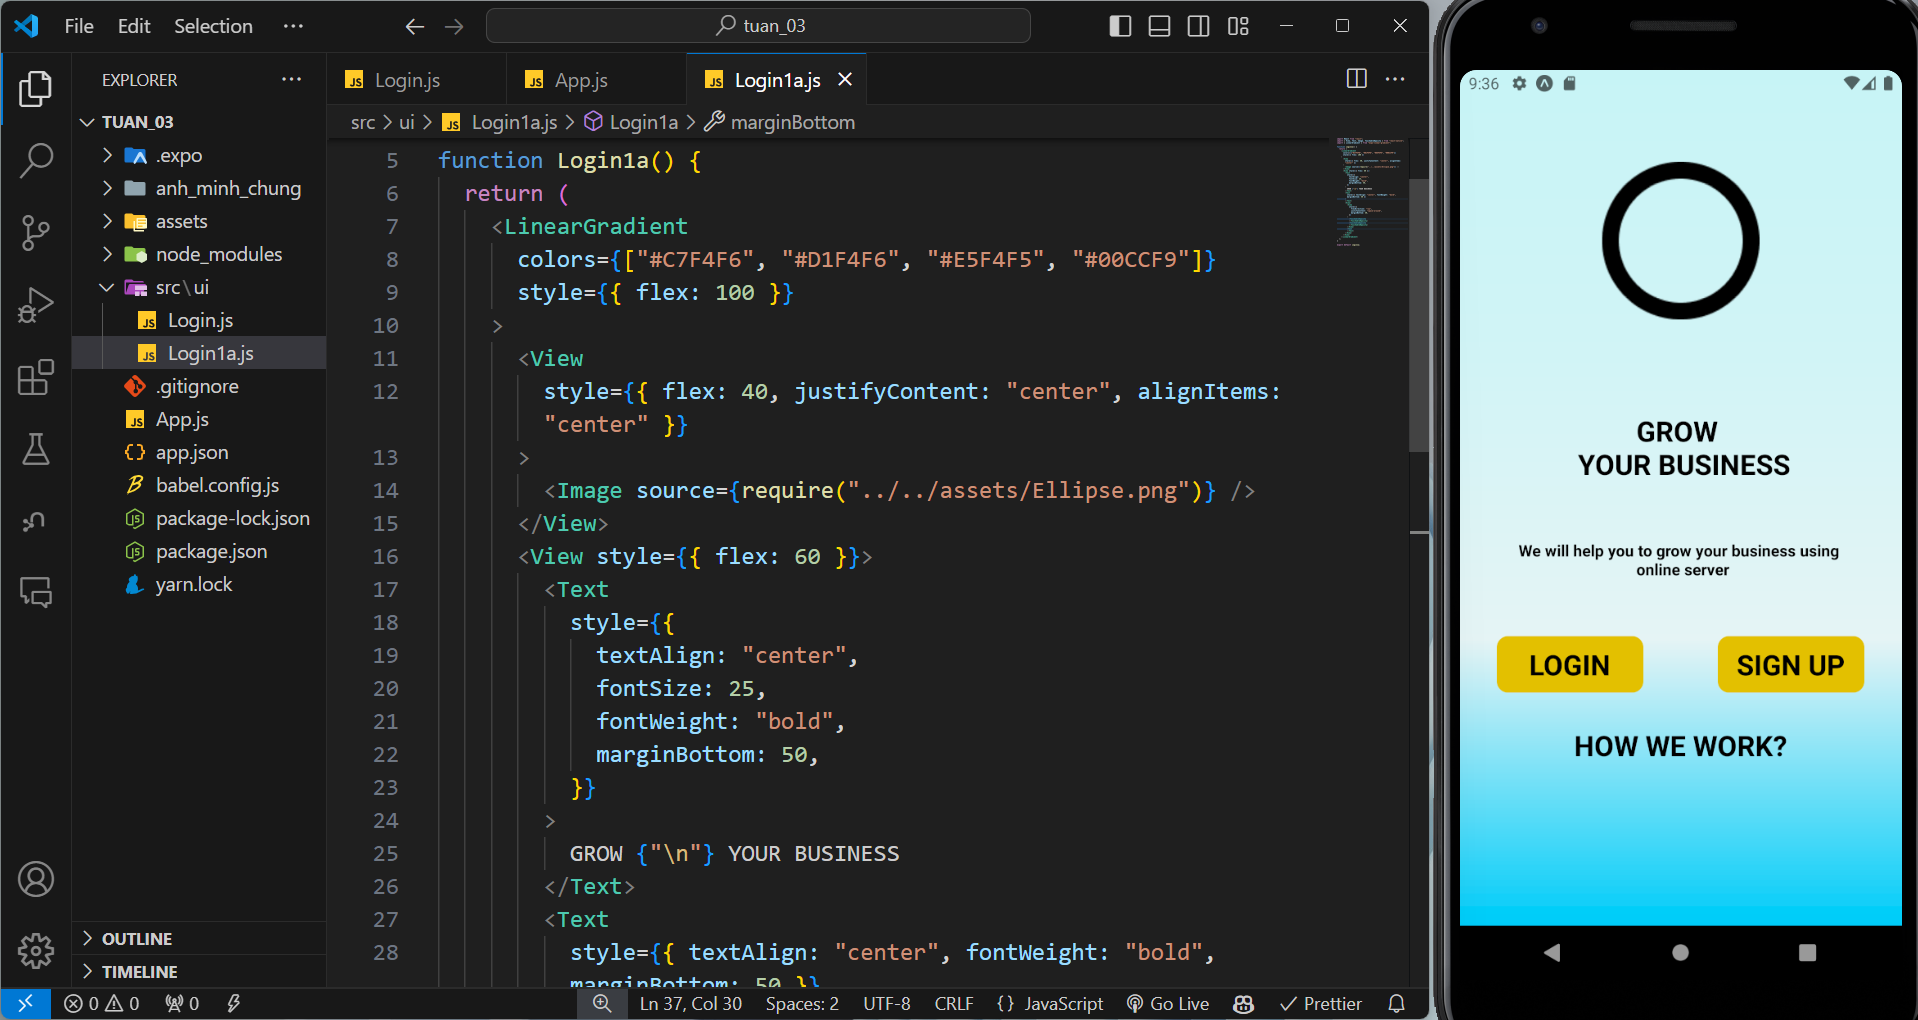 File Edit Selection ···
tuan_03
EXPLORER ···
TUAN_03
.expo
anh_minh_chung
assets
node_modules
src\ui
Login.js
Login1a.js
.gitignore
App.js
app.json
babel.config.js
package-lock.json
package.json
yarn.lock
OUTLINE
TIMELINE
JS Login.js
JS App.js
JS Login1a.js
src > ui > JS Login1a.js > Login1a > marginBottom
5 function Login1a() {
6 return (
7 <LinearGradient
8 colors={["#C7F4F6", "#D1F4F6", "#E5F4F5", "#00CCF9"]}
9 style={{ flex: 100 }}
10 >
11 <View
12 style={{ flex: 40, justifyContent: "center", alignItems:
"center" }}
13 >
14 <Image source={require("../../assets/Ellipse.png")} />
15 </View>
16 <View style={{ flex: 60 }}>
17 <Text
18 style={{
19 textAlign: "center",
20 fontSize: 25,
21 fontWeight: "bold",
22 marginBottom: 50,
23 }}
24 >
25 GROW {"\n"} YOUR BUSINESS
26 </Text>
27 <Text
28 style={{ textAlign: "center", fontWeight: "bold",
marginBottom: 50 }}
0 0 0
Ln 37, Col 30 Spaces: 2 UTF-8 CRLF {} JavaScript Go Live Prettier
9:36
GROW
YOUR BUSINESS
We will help you to grow your business using
online server
LOGIN SIGN UP
HOW WE WORK?